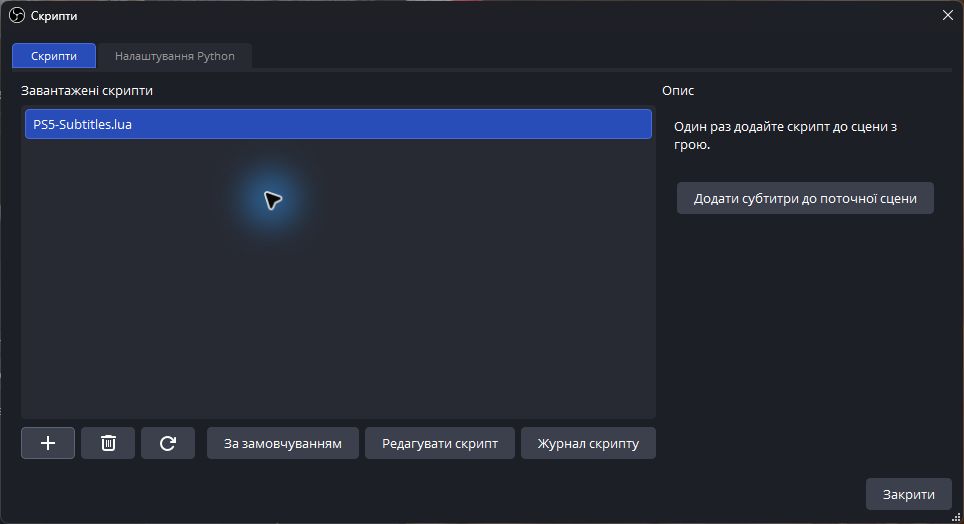 Скрипти
Скрипти
Налаштування Python
Завантажені скрипти
Опис
PS5-Subtitles.lua
Один раз додайте скрипт до сцени з
грою.
Додати субтитри до поточної сцени
За замовчуванням
Редагувати скрипт
Журнал скрипту
Закрити